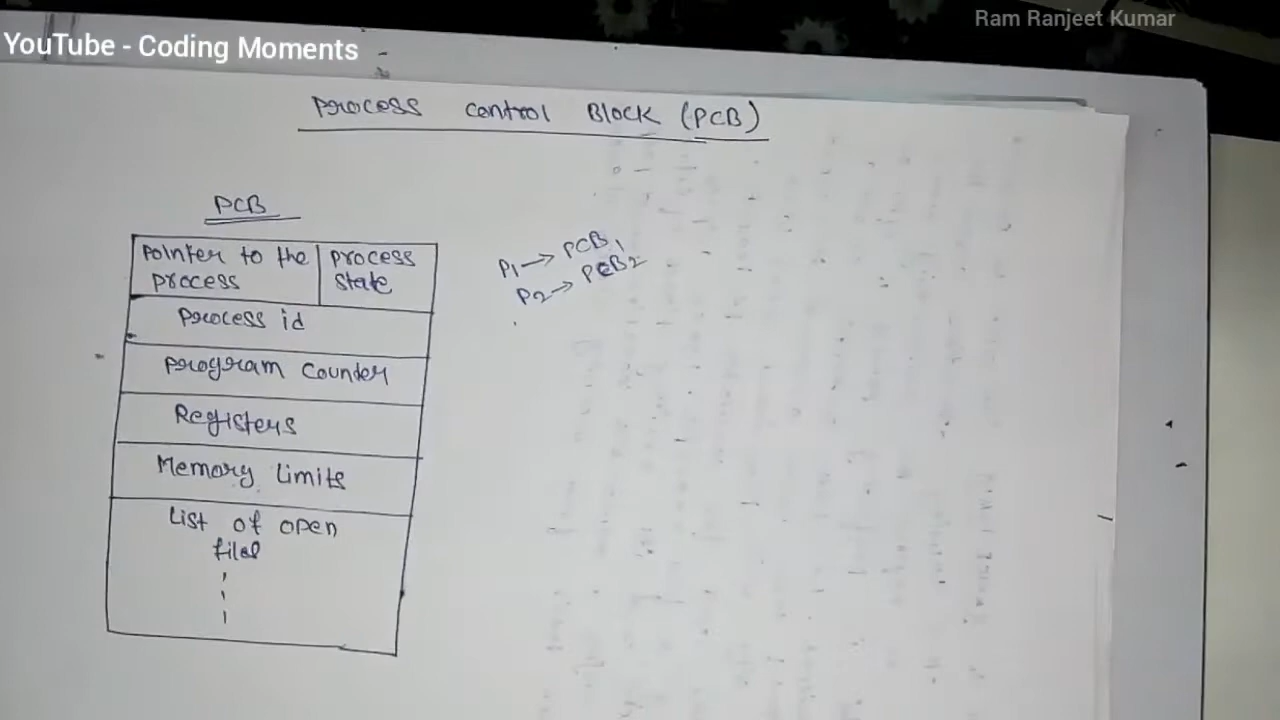 Ram Ranjeet Kumar
YouTube - Coding Moments
Process Control Block (PCB)
PCB
Pointer to the
process
process
state
Process id
Program Counter
Registers
Memory Limits
List of open
files
P1 → PCB1
P2 → PCB2